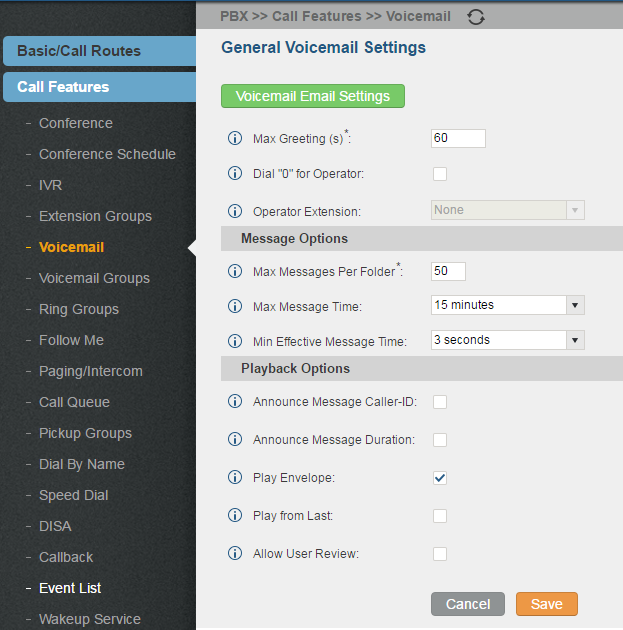 PBX >> Call Features >> Voicemail
Basic/Call Routes
Call Features
- Conference
- Conference Schedule
- IVR
- Extension Groups
- Voicemail
- Voicemail Groups
- Ring Groups
- Follow Me
- Paging/Intercom
- Call Queue
- Pickup Groups
- Dial By Name
- Speed Dial
- DISA
- Callback
- Event List
- Wakeup Service
General Voicemail Settings
Voicemail Email Settings
Max Greeting (s)*: 60
Dial "0" for Operator:
Operator Extension: None
Message Options
Max Messages Per Folder*: 50
Max Message Time: 15 minutes
Min Effective Message Time: 3 seconds
Playback Options
Announce Message Caller-ID:
Announce Message Duration:
Play Envelope:
Play from Last:
Allow User Review:
Cancel Save